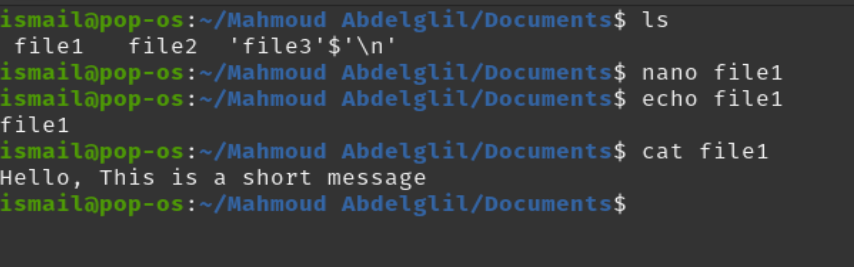 ismail@pop-os:~/Mahmoud Abdelglil/Documents$ ls
 file1   file2  'file3'$'\n'
ismail@pop-os:~/Mahmoud Abdelglil/Documents$ nano file1
ismail@pop-os:~/Mahmoud Abdelglil/Documents$ echo file1
file1
ismail@pop-os:~/Mahmoud Abdelglil/Documents$ cat file1
Hello, This is a short message
ismail@pop-os:~/Mahmoud Abdelglil/Documents$